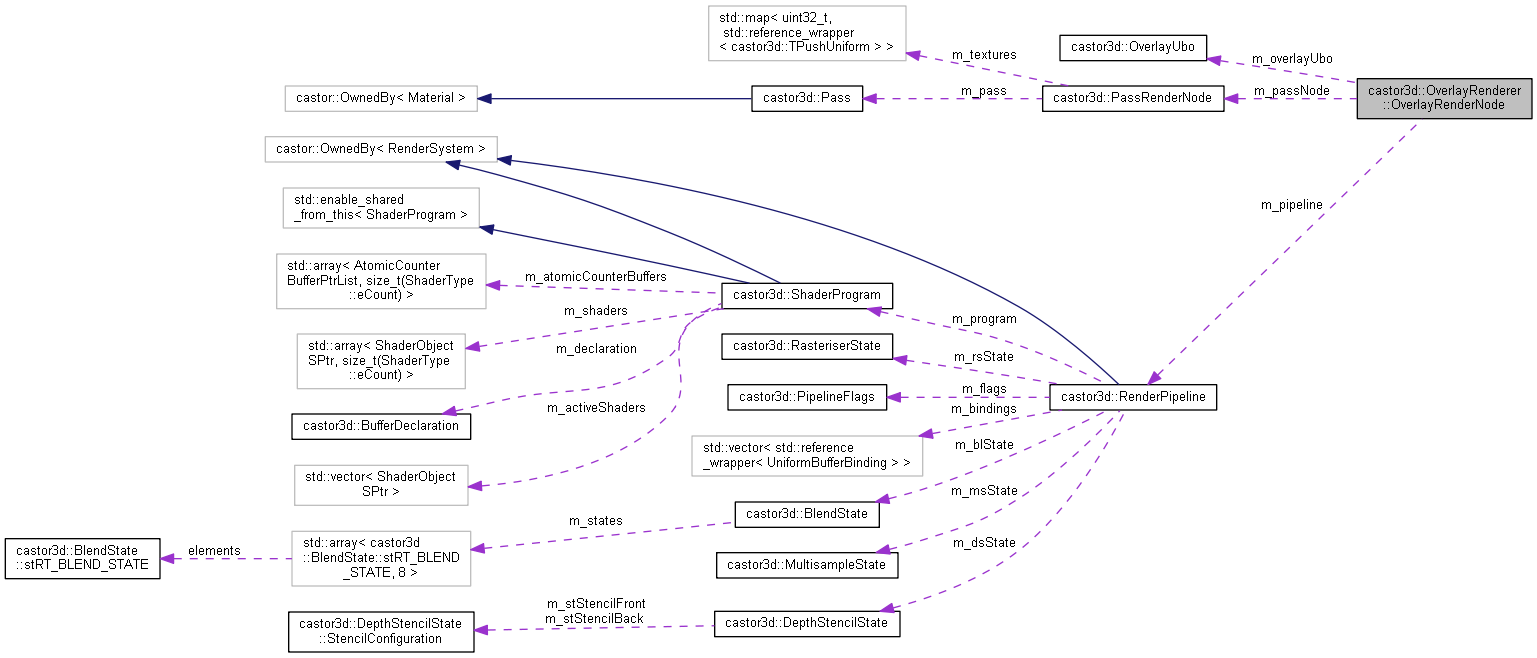 std::map< uint32_t,
std::reference_wrapper
< castor3d::TPushUniform > >
castor3d::OverlayUbo
m_textures
m_overlayUbo
castor::OwnedBy< Material >
castor3d::Pass
m_pass
castor3d::PassRenderNode
m_passNode
castor3d::OverlayRenderer
::OverlayRenderNode
castor::OwnedBy< RenderSystem >
std::enable_shared
_from_this< ShaderProgram >
m_pipeline
std::array< AtomicCounter
BufferPtrList, size_t(ShaderType
::eCount) >
m_atomicCounterBuffers
castor3d::ShaderProgram
m_shaders
m_program
std::array< ShaderObject
SPtr, size_t(ShaderType
::eCount) >
m_declaration
castor3d::RasteriserState
m_rsState
castor3d::PipelineFlags
m_flags
castor3d::RenderPipeline
m_activeShaders
m_bindings
castor3d::BufferDeclaration
std::vector< std::reference
_wrapper< UniformBufferBinding > >
m_blState
std::vector< ShaderObject
SPtr >
m_msState
castor3d::BlendState
m_states
castor3d::BlendState
::stRT_BLEND_STATE
elements
std::array< castor3d
::BlendState::stRT_BLEND
_STATE, 8 >
m_dsState
castor3d::MultisampleState
m_stStencilFront
m_stStencilBack
castor3d::DepthStencilState
::StencilConfiguration
castor3d::DepthStencilState